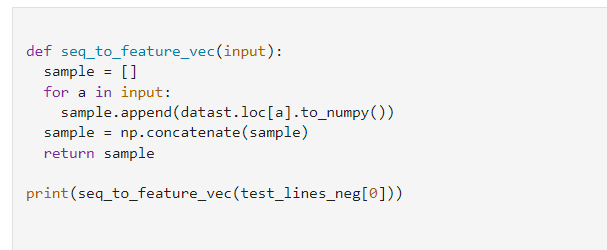 def seq_to_feature_vec(input):
  sample = []
  for a in input:
    sample.append(datast.loc[a].to_numpy())
  sample = np.concatenate(sample)
  return sample

print(seq_to_feature_vec(test_lines_neg[0]))